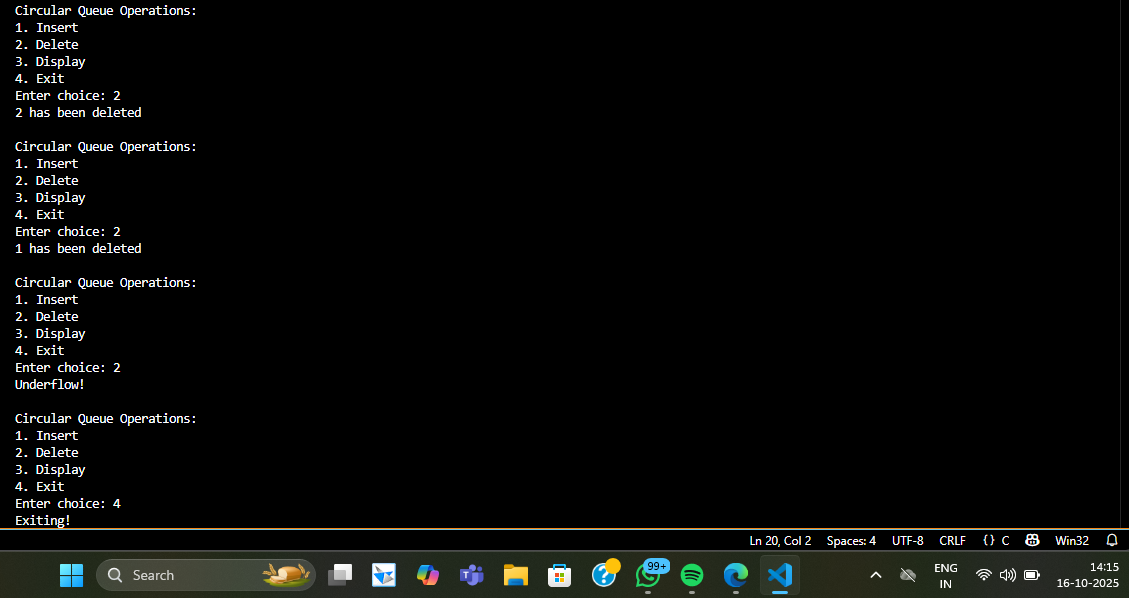 Circular Queue Operations:
1. Insert
2. Delete
3. Display
4. Exit
Enter choice: 2
2 has been deleted
Circular Queue Operations:
1. Insert
2. Delete
3. Display
4. Exit
Enter choice: 2
1 has been deleted
Circular Queue Operations:
1. Insert
2. Delete
3. Display
4. Exit
Enter choice: 2
Underflow!
Circular Queue Operations:
1. Insert
2. Delete
3. Display
4. Exit
Enter choice: 4
Exiting!
Ln 20, Col 2 Spaces: 4 UTF-8 CRLF {} C Win32
Search 99+ ENG IN 14:15 16-10-2025